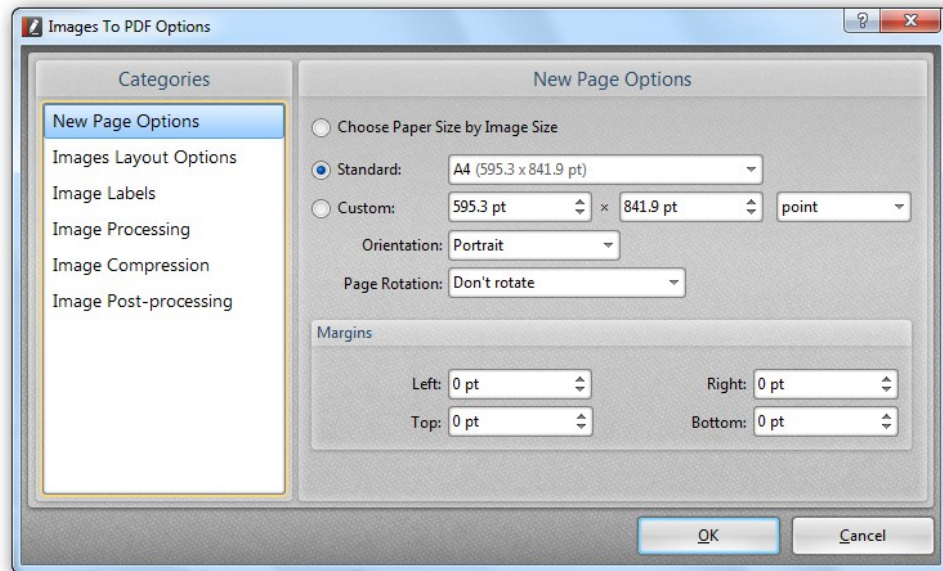 Images To PDF Options
Categories
New Page Options
Images Layout Options
Image Labels
Image Processing
Image Compression
Image Post-processing
New Page Options
Choose Paper Size by Image Size
Standard: A4 (595.3 x 841.9 pt)
Custom: 595.3 pt × 841.9 pt point
Orientation: Portrait
Page Rotation: Don't rotate
Margins
Left: 0 pt Right: 0 pt
Top: 0 pt Bottom: 0 pt
OK Cancel